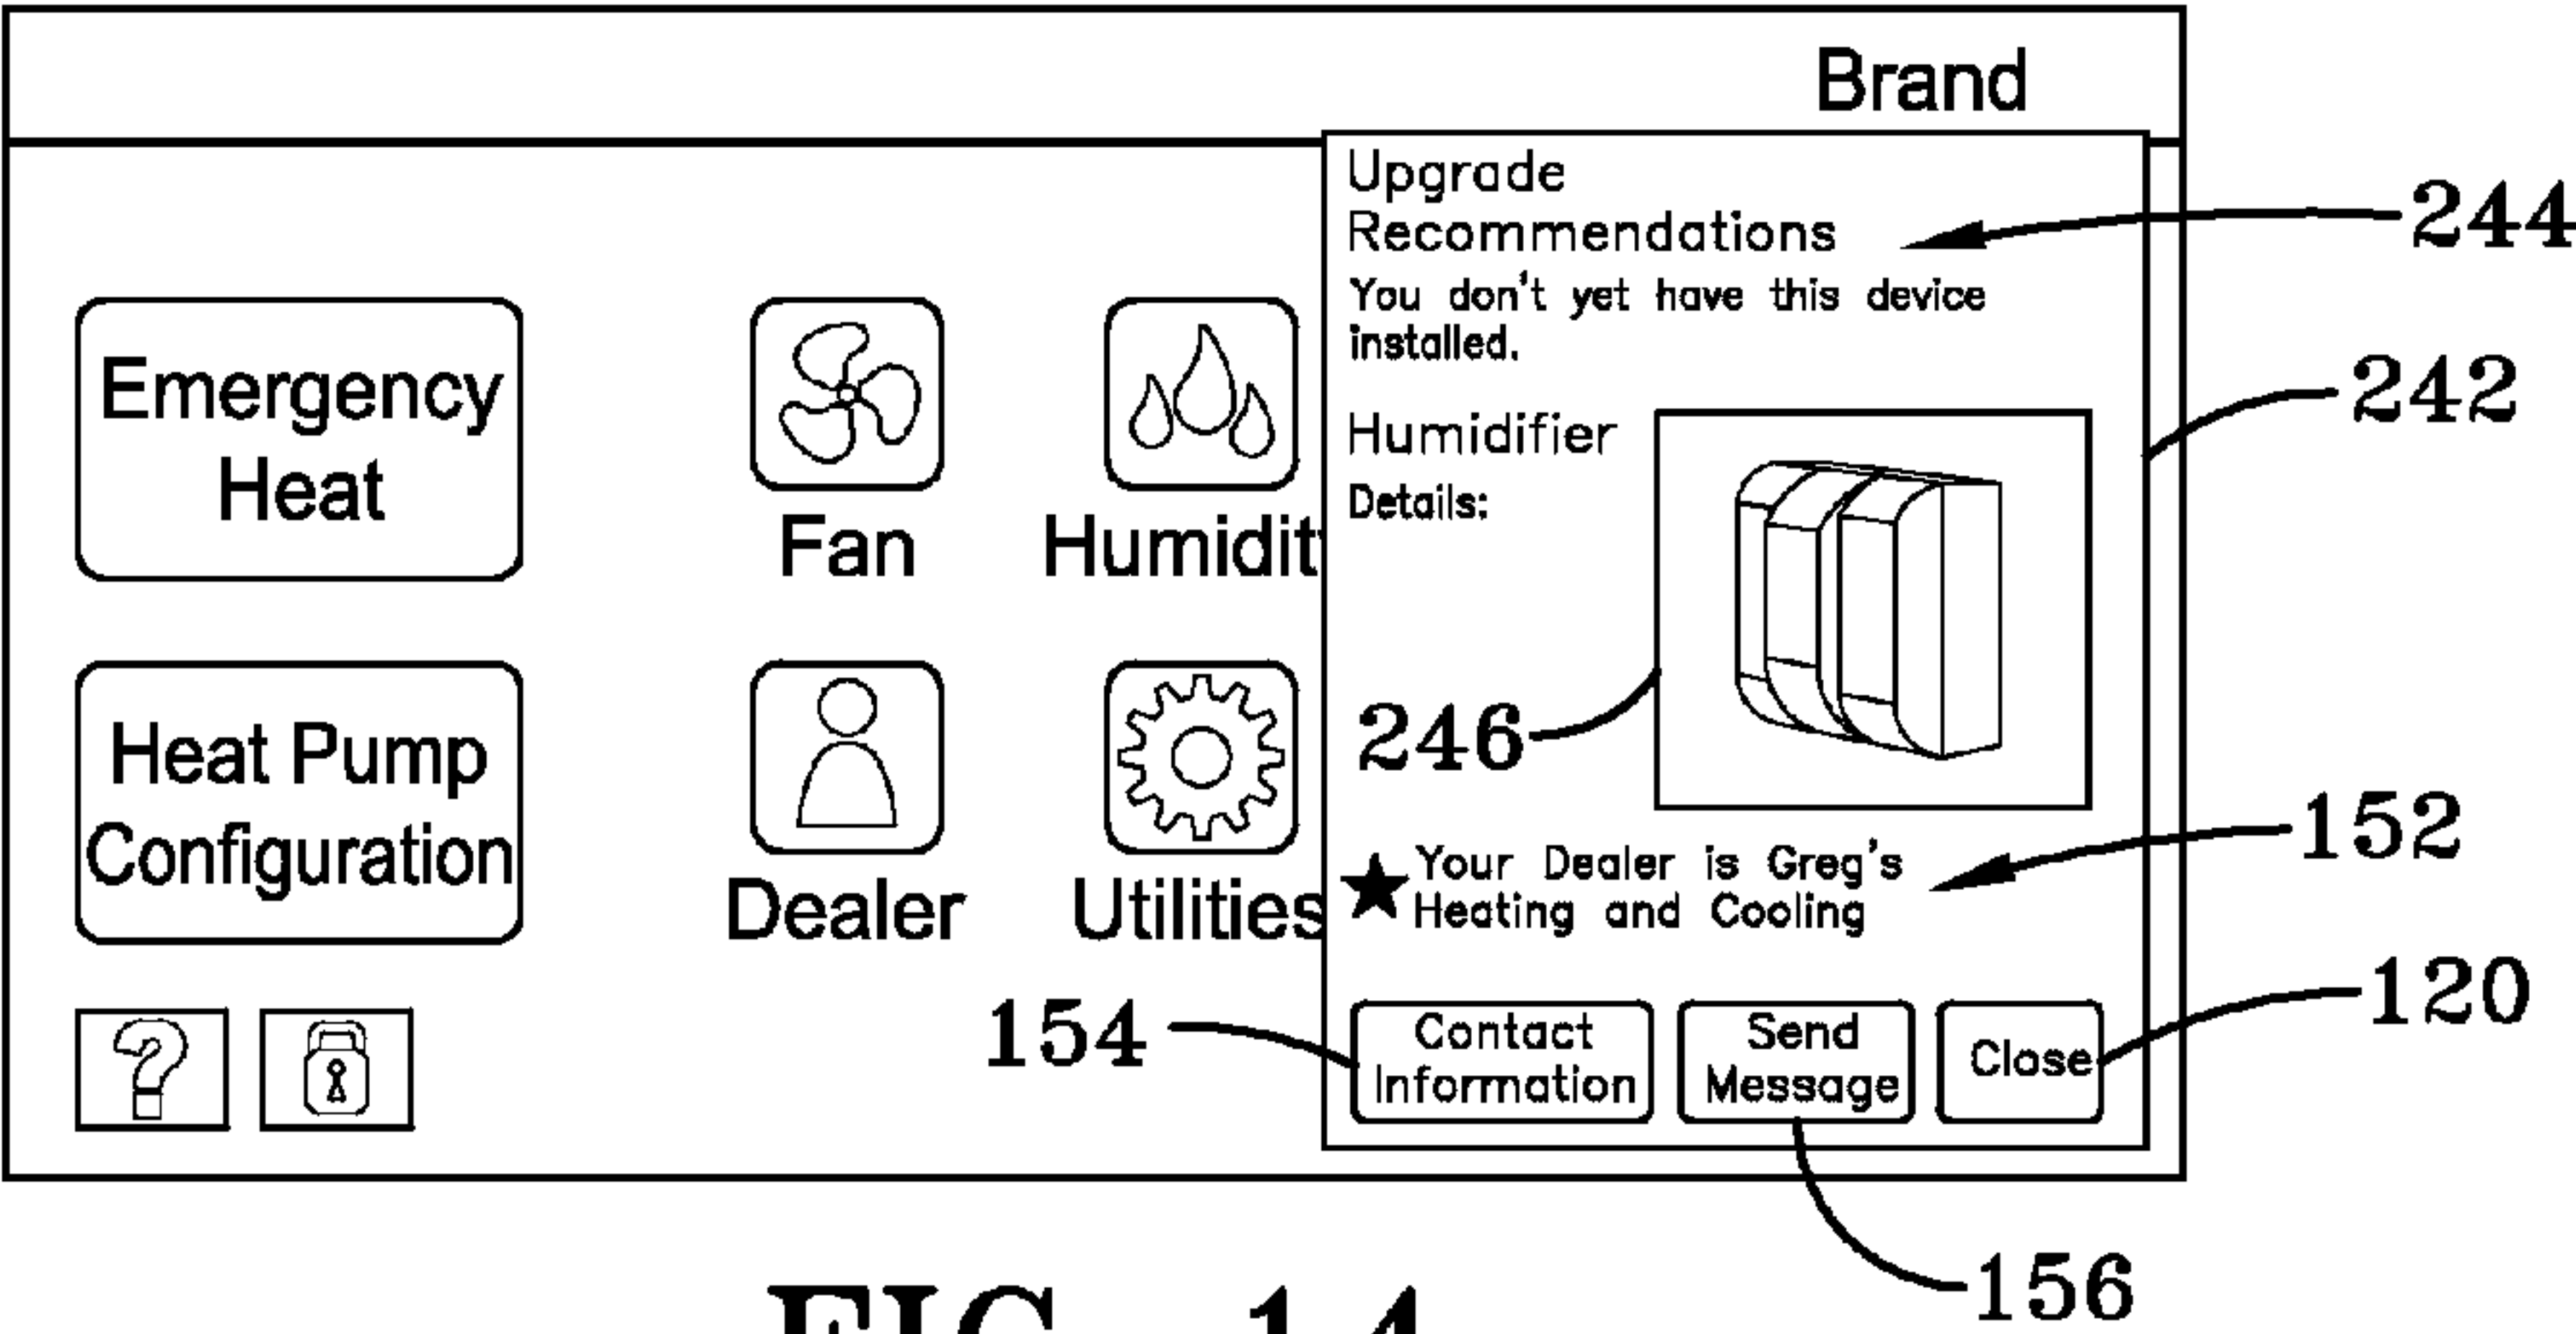 Brand
Upgrade
Recommendations
You don't yet have this device
installed.
244
242
Emergency
Heat
Fan
Humidit
Humidifier
Details:
246
Heat Pump
Configuration
Dealer
Utilities
★ Your Dealer is Greg's
Heating and Cooling
152
?
154
Contact
Information
Send
Message
Close
120
156
FIG. 14